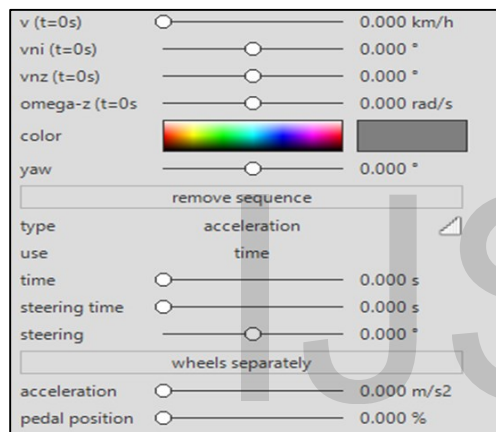 v (t=0s) 0.000 km/h
vni (t=0s) 0.000 °
vnz (t=0s) 0.000 °
omega-z (t=0s 0.000 rad/s
color
yaw 0.000 °
remove sequence
type acceleration
use time
time 0.000 s
steering time 0.000 s
steering 0.000 °
wheels separately
acceleration 0.000 m/s2
pedal position 0.000 %
IJS